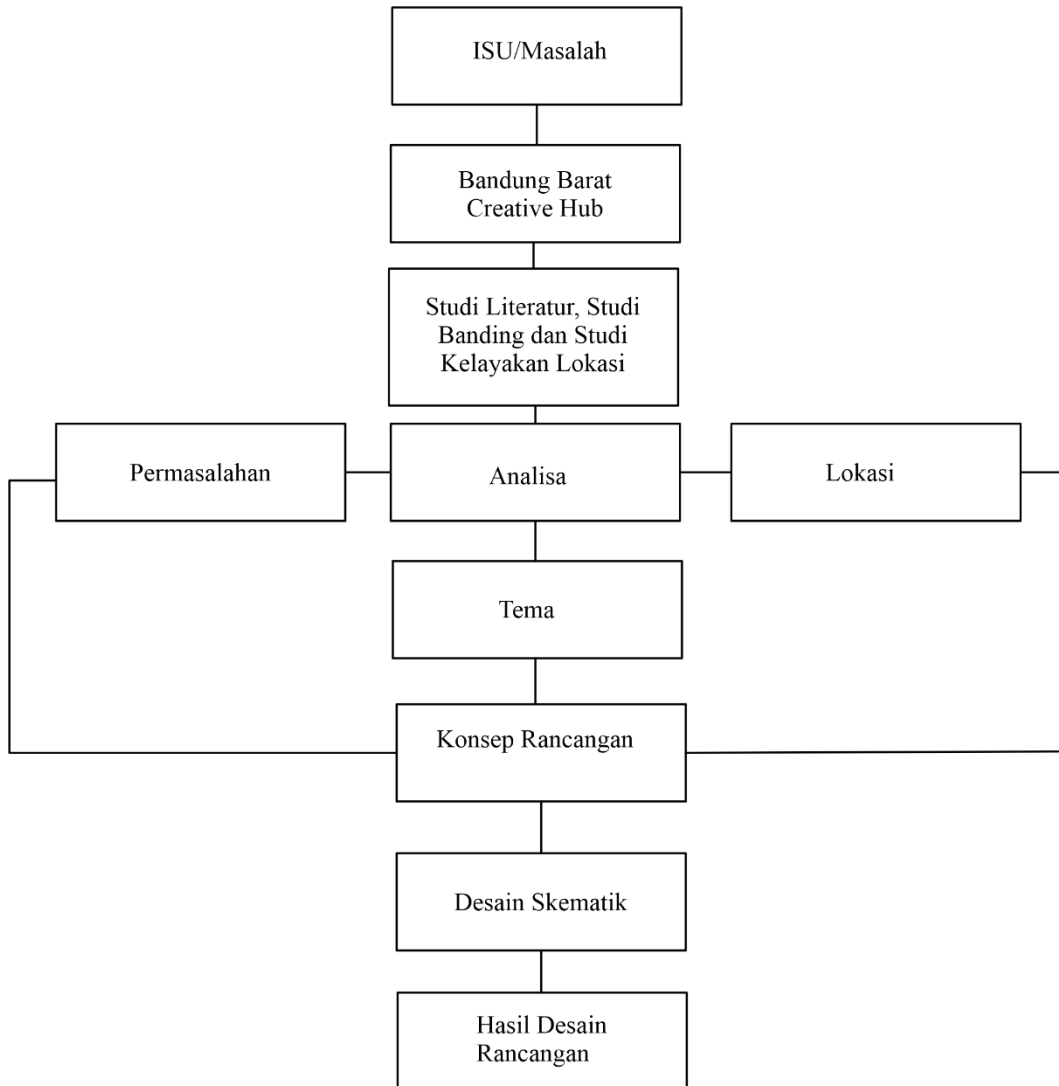 ISU/Masalah
Bandung Barat
Creative Hub
Studi Literatur, Studi
Banding dan Studi
Kelayakan Lokasi
Permasalahan
Analisa
Lokasi
Tema
Konsep Rancangan
Desain Skematik
Hasil Desain
Rancangan